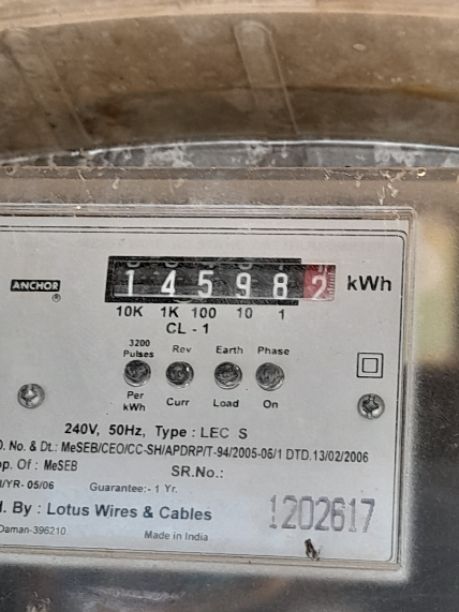 14598 2 kWh
ANCHOR
®
10K 1K 100 10 1
CL - 1
3200 Pulses Rev Earth Phase
Per kWh Curr Load On
240V, 50Hz, Type : LEC S
. No. & Dt.: MeSEB/CEO/CC-SH/APDRP/T-94/2005-06/1 DTD.13/02/2006
p. Of : MeSEB SR.No.:
/YR- 05/06 Guarantee:- 1 Yr.
. By : Lotus Wires & Cables 1202617
Daman-396210 Made in India